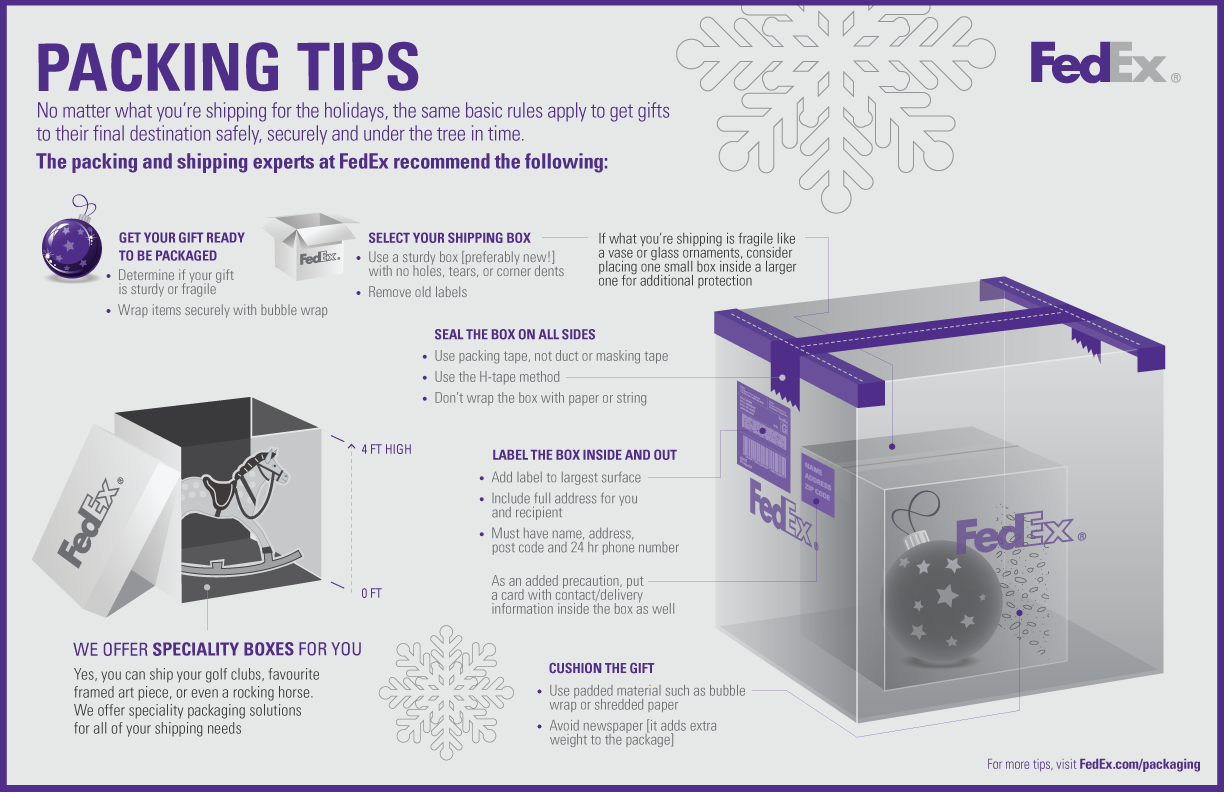 PACKING TIPS
FedEx®
No matter what you're shipping for the holidays, the same basic rules apply to get gifts
to their final destination safely, securely and under the tree in time.
The packing and shipping experts at FedEx recommend the following:
GET YOUR GIFT READY
TO BE PACKAGED
• Determine if your gift
is sturdy or fragile
• Wrap items securely with bubble wrap
FedEx®
SELECT YOUR SHIPPING BOX
• Use a sturdy box [preferably new!]
with no holes, tears, or corner dents
• Remove old labels
If what you're shipping is fragile like
a vase or glass ornaments, consider
placing one small box inside a larger
one for additional protection
SEAL THE BOX ON ALL SIDES
• Use packing tape, not duct or masking tape
• Use the H-tape method
• Don't wrap the box with paper or string
LABEL THE BOX INSIDE AND OUT
• Add label to largest surface
• Include full address for you
and recipient
• Must have name, address,
post code and 24 hr phone number
As an added precaution, put
a card with contact/delivery
information inside the box as well
NAME
ADDRESS
ZIP CODE
FedEx®
FedEx®
FedEx®
4 FT HIGH
0 FT
WE OFFER SPECIALITY BOXES FOR YOU
Yes, you can ship your golf clubs, favourite
framed art piece, or even a rocking horse.
We offer speciality packaging solutions
for all of your shipping needs
CUSHION THE GIFT
• Use padded material such as bubble
wrap or shredded paper
• Avoid newspaper [it adds extra
weight to the package]
For more tips, visit FedEx.com/packaging